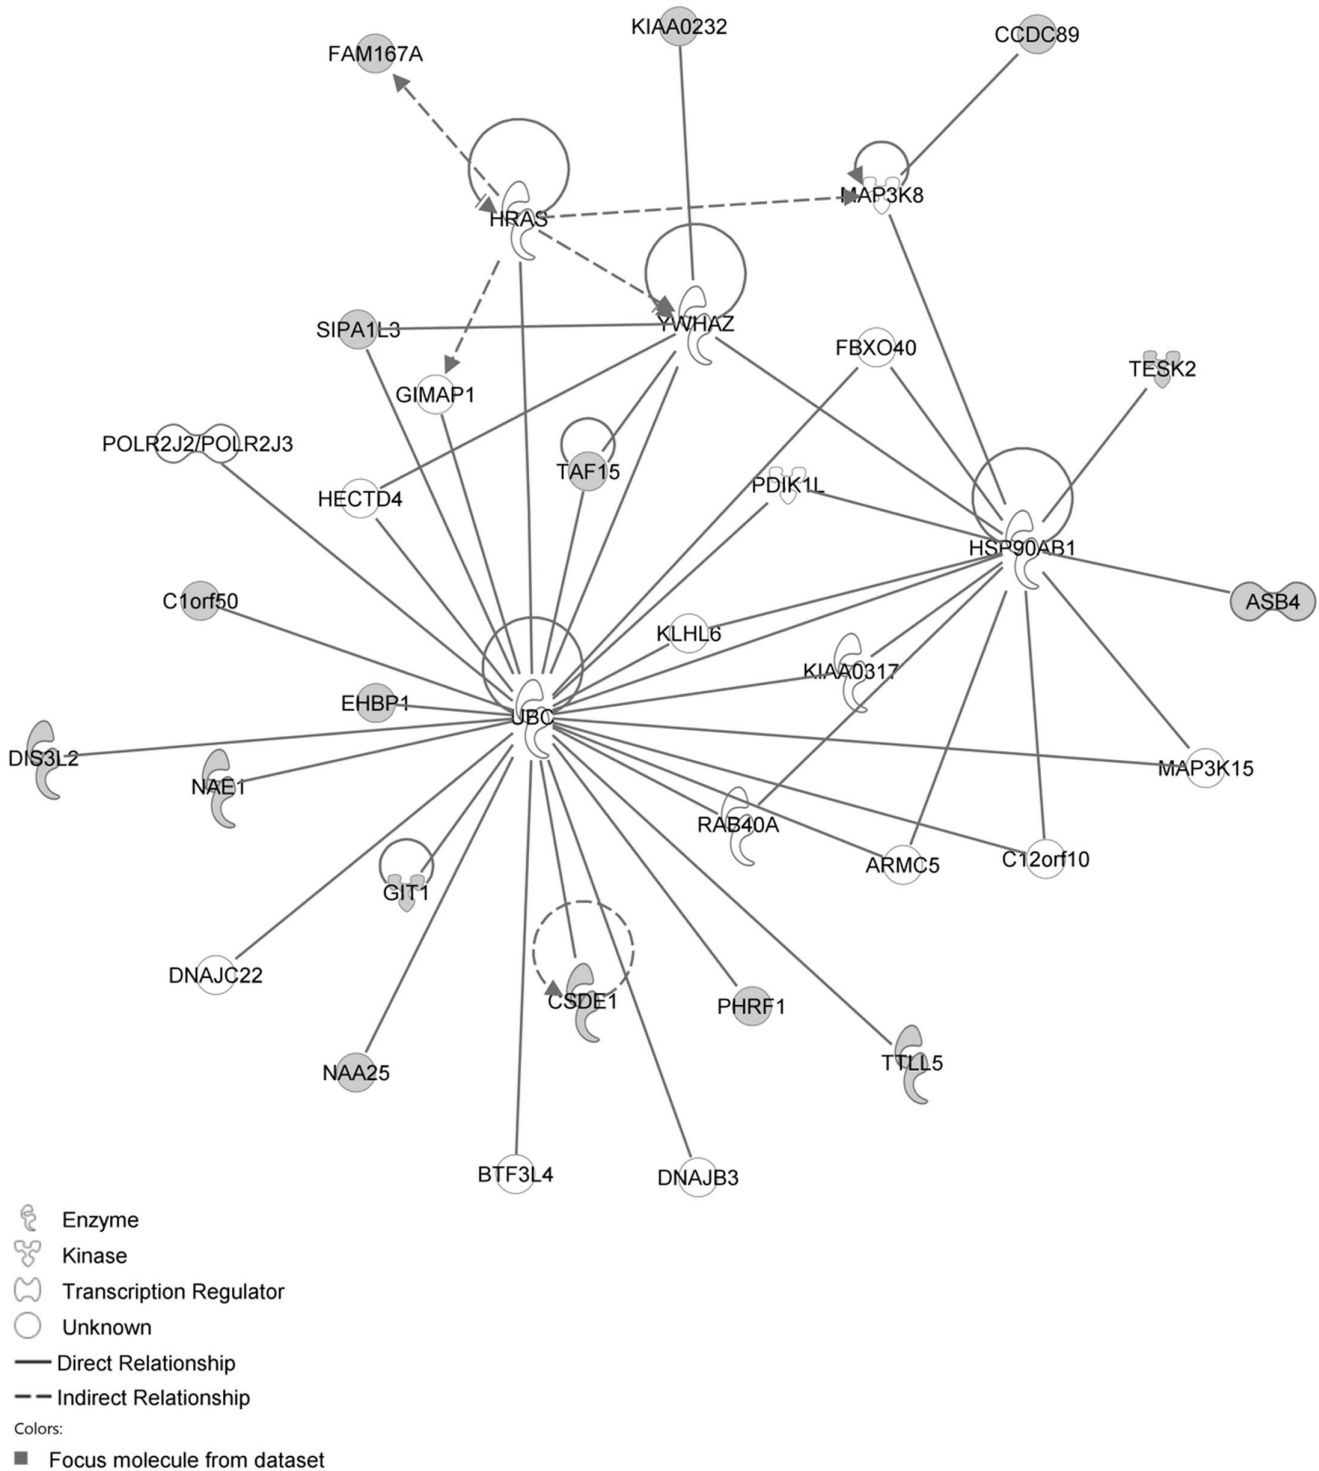 KIAA0232
CCDC89
FAM167A
MAP3K8
HRAS
YWHAZ
SIPA1L3
FBXO40
TESK2
GIMAP1
POLR2J2/POLR2J3
TAF15
PDIK1L
HECTD4
HSP90AB1
C1orf50
ASB4
KLHL6
KIAA0317
EHBP1
UBC
DIS3L2
MAP3K15
NAE1
RAB40A
C12orf10
ARMC5
GIT1
DNAJC22
CSDE1
PHRF1
TTLL5
NAA25
BTF3L4
DNAJB3
Enzyme
Kinase
Transcription Regulator
Unknown
Direct Relationship
Indirect Relationship
Colors:
Focus molecule from dataset